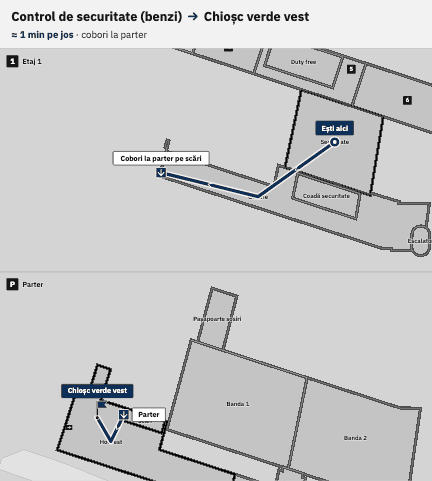 Control de securitate (benzi) → Chioșc verde vest
≈ 1 min pe jos · cobori la parter
1 Etaj 1
Duty free
5
6
Ești aici
Cobori la parter pe scări
Coadă securitate
P Parter
Pașapoarte sosiri
Chioșc verde vest
Parter
Banda 1
Banda 2